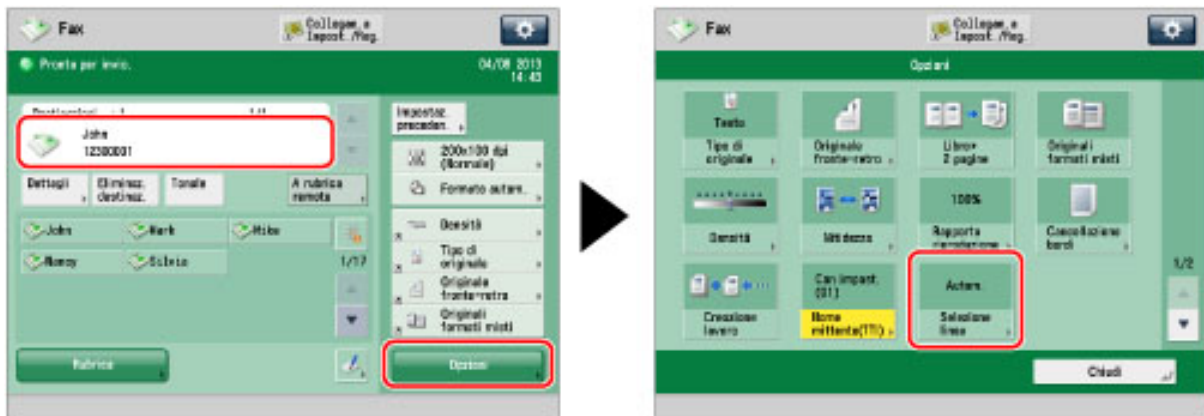 Fax
Collegam. e
Impost./Reg.
Pronto per invio.
04/08 2013
14:43
1/1
John
12300001
Dettagli
Eliminaz.
destinaz.
Tonale
A rubrica
remota
John
Mark
Mike
Nancy
Silvia
1/17
Rubrica
Impostaz.
preceden.
200x100 dpi
(Normale)
Formato autom.
Densità
Tipo di
originale
Originale
fronte-retro
Originali
formati misti
Opzioni
Fax
Collegam. e
Impost./Reg.
Opzioni
Testo
Tipo di
originale
Originale
fronte-retro
Libro►
2 pagine
Originali
formati misti
Densità
Nitidezza
100%
Rapporto
riproduzione
Cancellazione
bordi
Creazione
lavoro
Con impost.
(01)
Nome
mittente(TTI)
Autom.
Selezione
linea
1/2
Chiudi